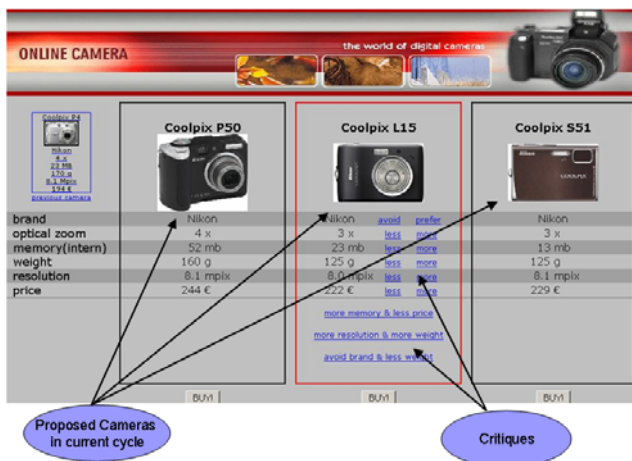 ONLINE CAMERA
the world of digital cameras
Coolpix P4
Nikon
4 x
23 MB
170 g
8.1 Mpix
194 €
previous camera
Coolpix P50 Coolpix L15 Coolpix S51
COOLPIX
brand Nikon Nikon avoid prefer Nikon
optical zoom 4 x 3 x less more 3 x
memory(intern) 52 mb 23 mb less more 13 mb
weight 160 g 125 g less more 125 g
resolution 8.1 mpix 8.0 mpix less more 8.1 mpix
price 244 € 222 € less more 229 €
more memory & less price
more resolution & more weight
avoid brand & less weight
BUY! BUY! BUY!
Proposed Cameras
in current cycle
Critiques